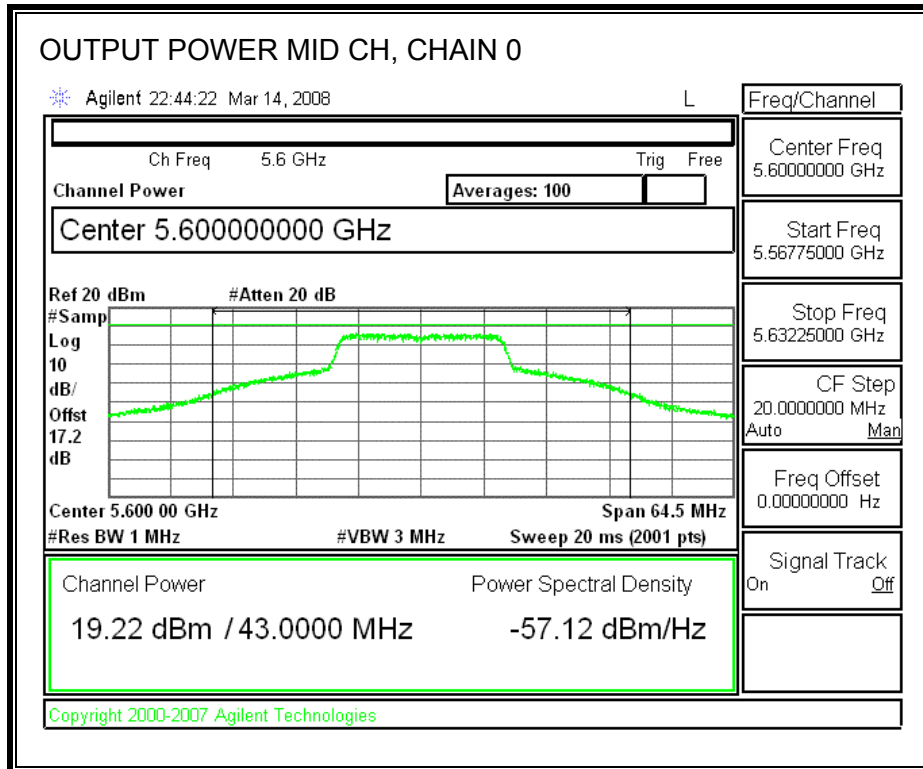 OUTPUT POWER MID CH, CHAIN 0
Agilent 22:44:22 Mar 14, 2008 L
Freq/Channel
Ch Freq 5.6 GHz Trig Free
Channel Power Averages: 100
Center 5.600000000 GHz
Ref 20 dBm #Atten 20 dB
#Samp
Log
10
dB/
Offst
17.2
dB
Center 5.600 00 GHz Span 64.5 MHz
#Res BW 1 MHz #VBW 3 MHz Sweep 20 ms (2001 pts)
Channel Power Power Spectral Density
19.22 dBm / 43.0000 MHz -57.12 dBm/Hz
Center Freq
5.60000000 GHz
Start Freq
5.56775000 GHz
Stop Freq
5.63225000 GHz
CF Step
20.0000000 MHz
Auto Man
Freq Offset
0.00000000 Hz
Signal Track
On Off
Copyright 2000-2007 Agilent Technologies